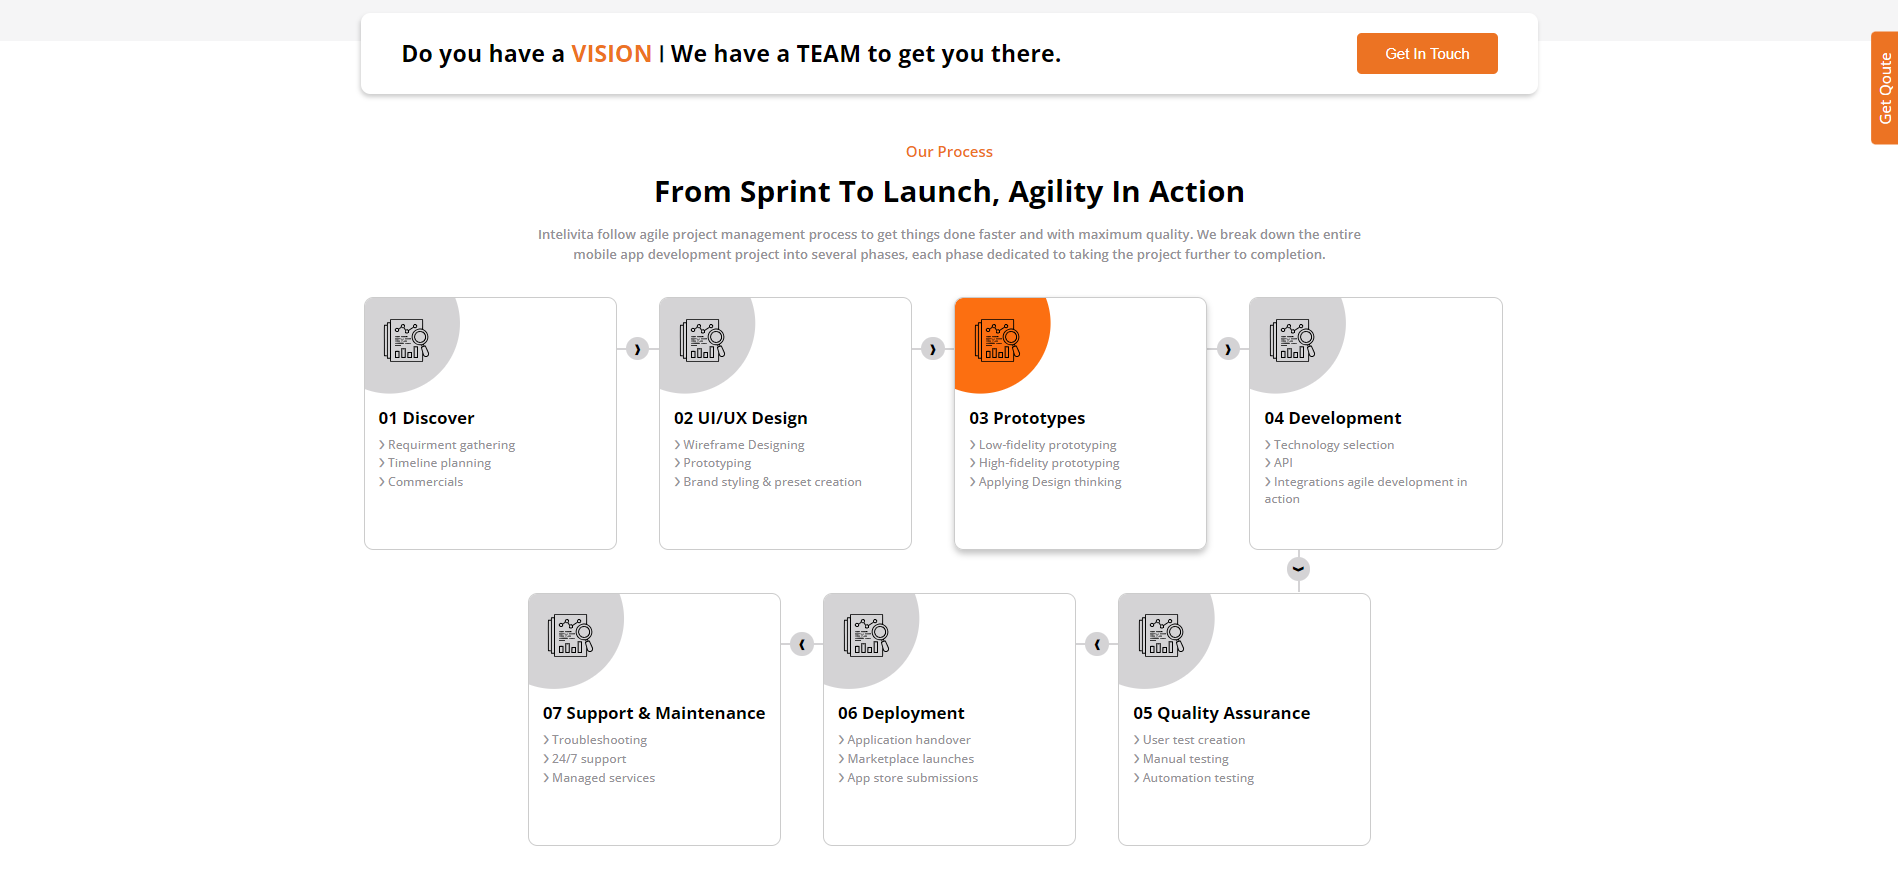 Do you have a VISION | We have a TEAM to get you there.
Get In Touch
Get Qoute
Our Process
From Sprint To Launch, Agility In Action
Intelivita follow agile project management process to get things done faster and with maximum quality. We break down the entire
mobile app development project into several phases, each phase dedicated to taking the project further to completion.
01 Discover
Requirment gathering
Timeline planning
Commercials
02 UI/UX Design
Wireframe Designing
Prototyping
Brand styling & preset creation
03 Prototypes
Low-fidelity prototyping
High-fidelity prototyping
Applying Design thinking
04 Development
Technology selection
API
Integrations agile development in
action
07 Support & Maintenance
Troubleshooting
24/7 support
Managed services
06 Deployment
Application handover
Marketplace launches
App store submissions
05 Quality Assurance
User test creation
Manual testing
Automation testing